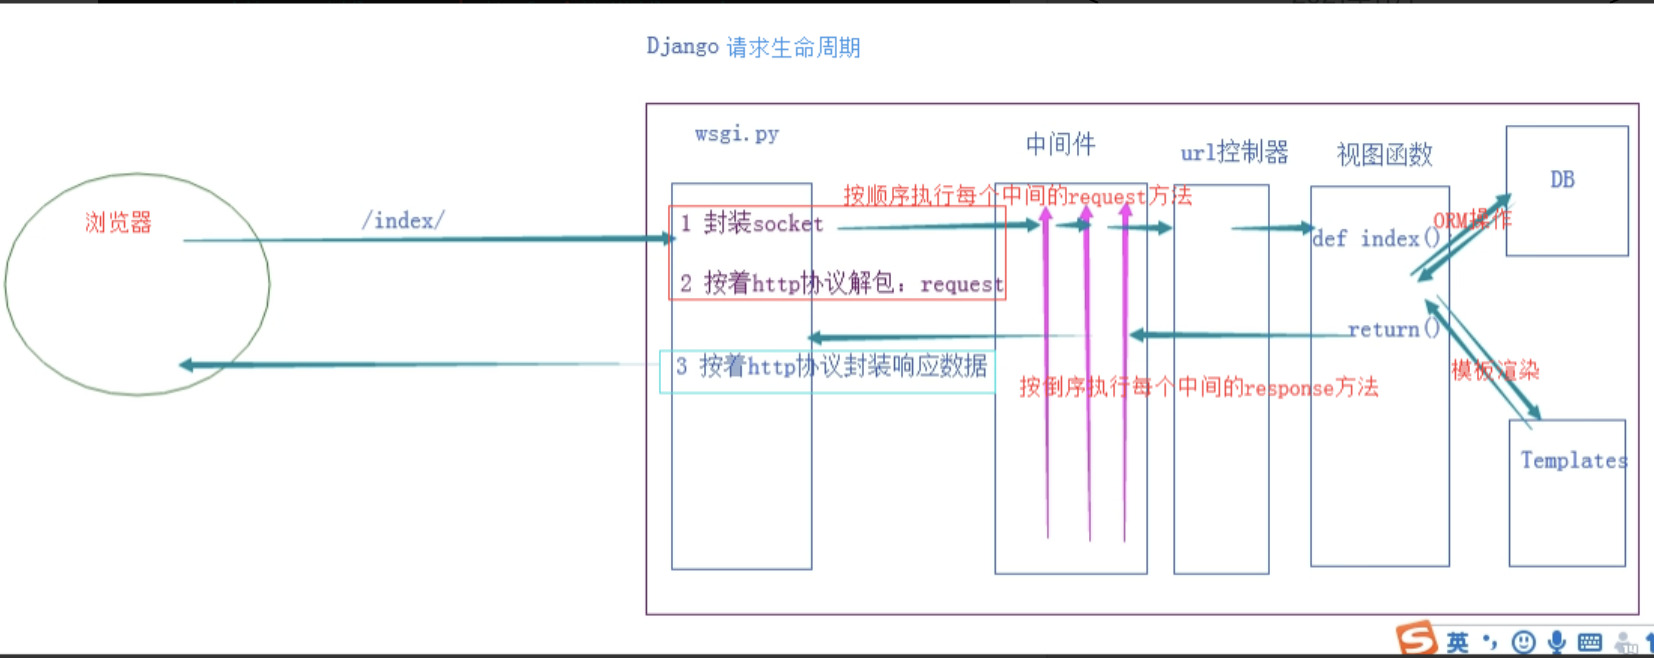 Django 请求生命周期
wsgi.py
中间件
url控制器
视图函数
DB
浏览器
/index/
按顺序执行每个中间的request方法
1 封装socket
def index()
ORM操作
2 按着http协议解包：request
return()
3 按着http协议封装响应数据
按倒序执行每个中间的response方法
模板渲染
Templates
英